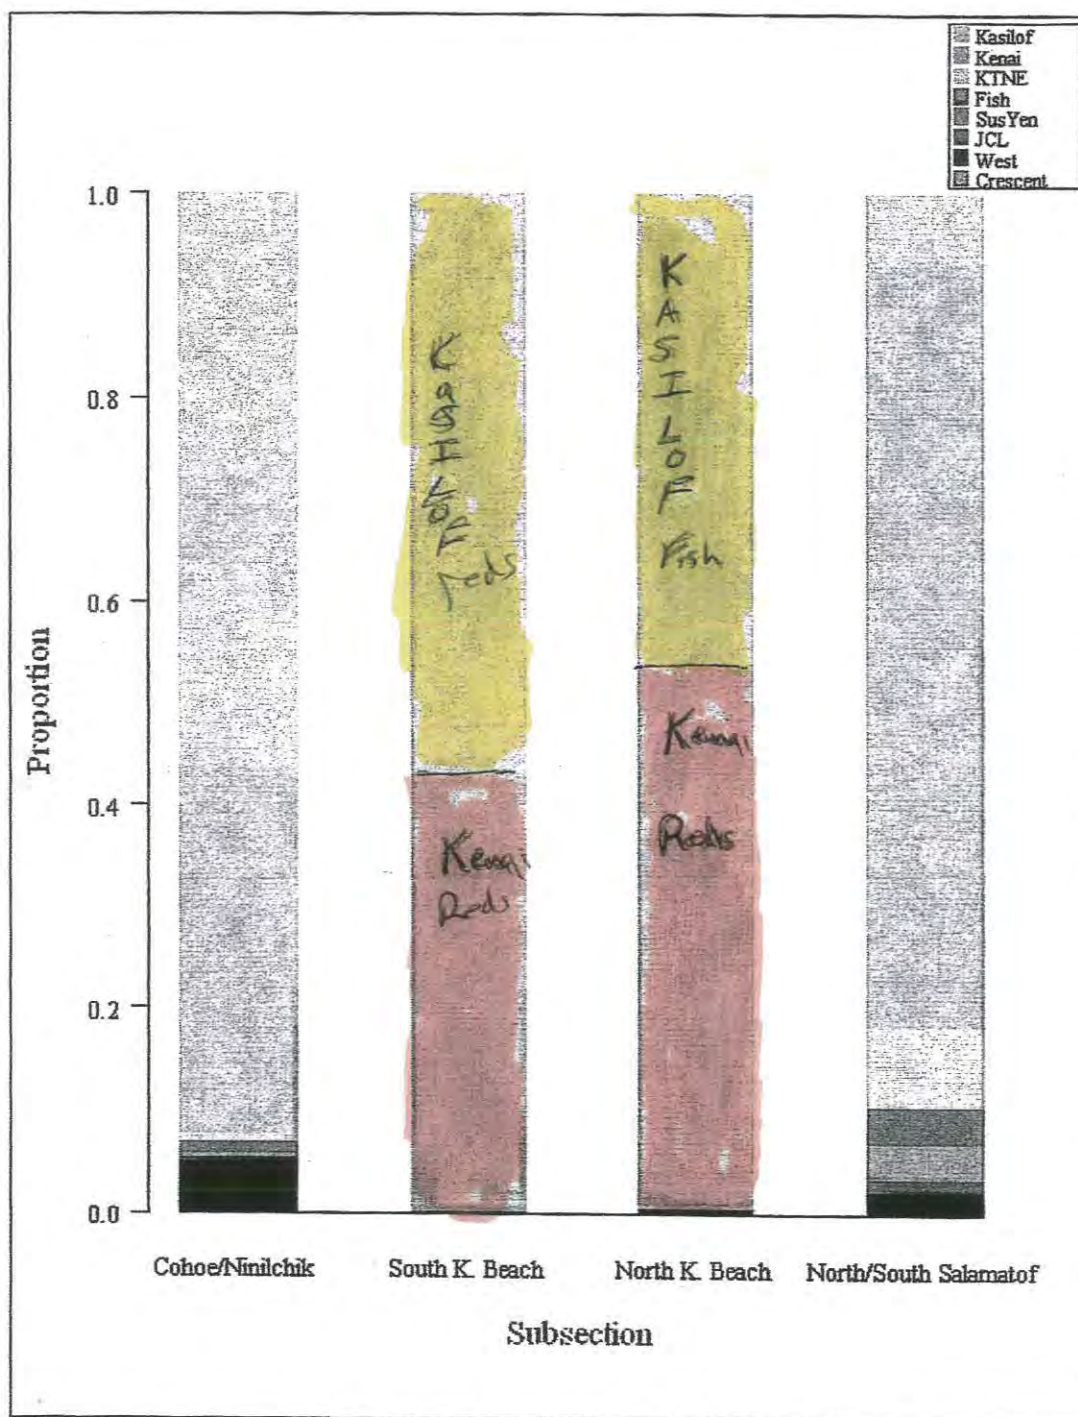 Kasilof
Kenai
KTNE
Fish
SusYen
JCL
West
Crescent
1.0
0.8
0.6
0.4
0.2
0.0
Proportion
KASILOF
reds
Kenai
Reds
KASILOF
Fish
Kenai
Reds
Cohoe/Ninilchik
South K. Beach
North K. Beach
North/South Salamatof
Subsection